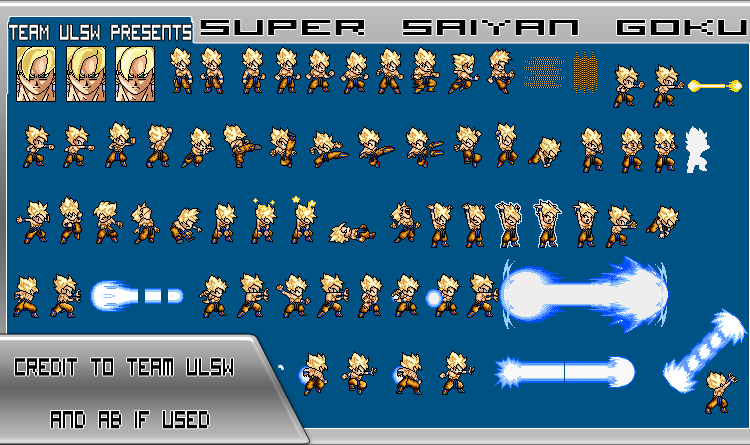 SUPER SAIYAN GOKU
TEAM ULSW PRESENTS
CREDIT TO TEAM ULSW
AND AB IF USED